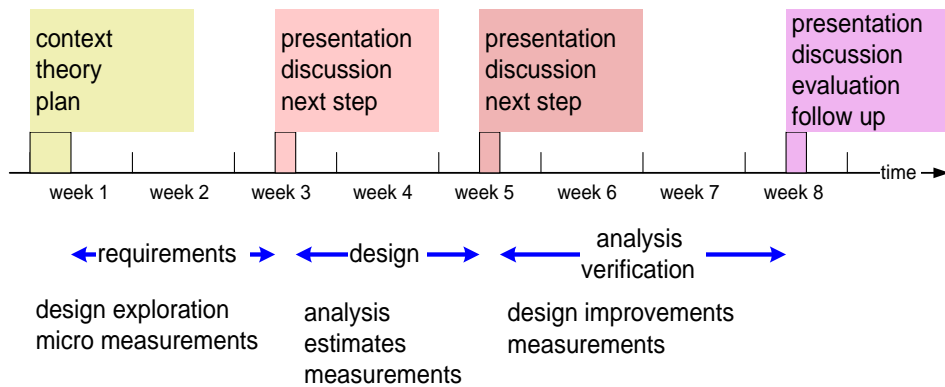 context
theory
plan
presentation
discussion
next step
presentation
discussion
next step
presentation
discussion
evaluation
follow up
time
week 1
week 2
week 3
week 4
week 5
week 6
week 7
week 8
requirements
design
analysis
verification
design exploration
micro measurements
analysis
estimates
measurements
design improvements
measurements